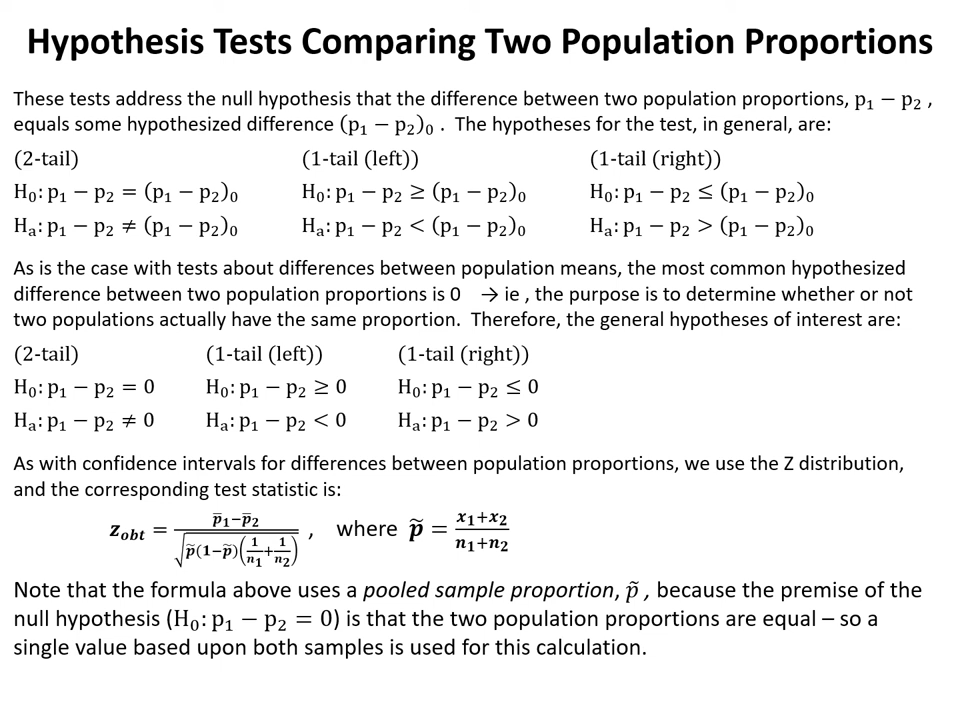 Hypothesis Tests Comparing Two Population Proportions
These tests address the null hypothesis that the difference between two population proportions, p₁ − p₂ ,
equals some hypothesized difference (p₁ − p₂)₀ . The hypotheses for the test, in general, are:
(2-tail) (1-tail (left)) (1-tail (right))
H₀: p₁ − p₂ = (p₁ − p₂)₀ H₀: p₁ − p₂ ≥ (p₁ − p₂)₀ H₀: p₁ − p₂ ≤ (p₁ − p₂)₀
Hₐ: p₁ − p₂ ≠ (p₁ − p₂)₀ Hₐ: p₁ − p₂ < (p₁ − p₂)₀ Hₐ: p₁ − p₂ > (p₁ − p₂)₀
As is the case with tests about differences between population means, the most common hypothesized
difference between two population proportions is 0 → ie , the purpose is to determine whether or not
two populations actually have the same proportion. Therefore, the general hypotheses of interest are:
(2-tail) (1-tail (left)) (1-tail (right))
H₀: p₁ − p₂ = 0 H₀: p₁ − p₂ ≥ 0 H₀: p₁ − p₂ ≤ 0
Hₐ: p₁ − p₂ ≠ 0 Hₐ: p₁ − p₂ < 0 Hₐ: p₁ − p₂ > 0
As with confidence intervals for differences between population proportions, we use the Z distribution,
and the corresponding test statistic is:
z_obt = (p̅₁−p̅₂) / √(p̃(1−p̃)(1/n₁+1/n₂)) , where p̃ = (x₁+x₂)/(n₁+n₂)
Note that the formula above uses a pooled sample proportion, p̃ , because the premise of the
null hypothesis (H₀: p₁ − p₂ = 0) is that the two population proportions are equal – so a
single value based upon both samples is used for this calculation.